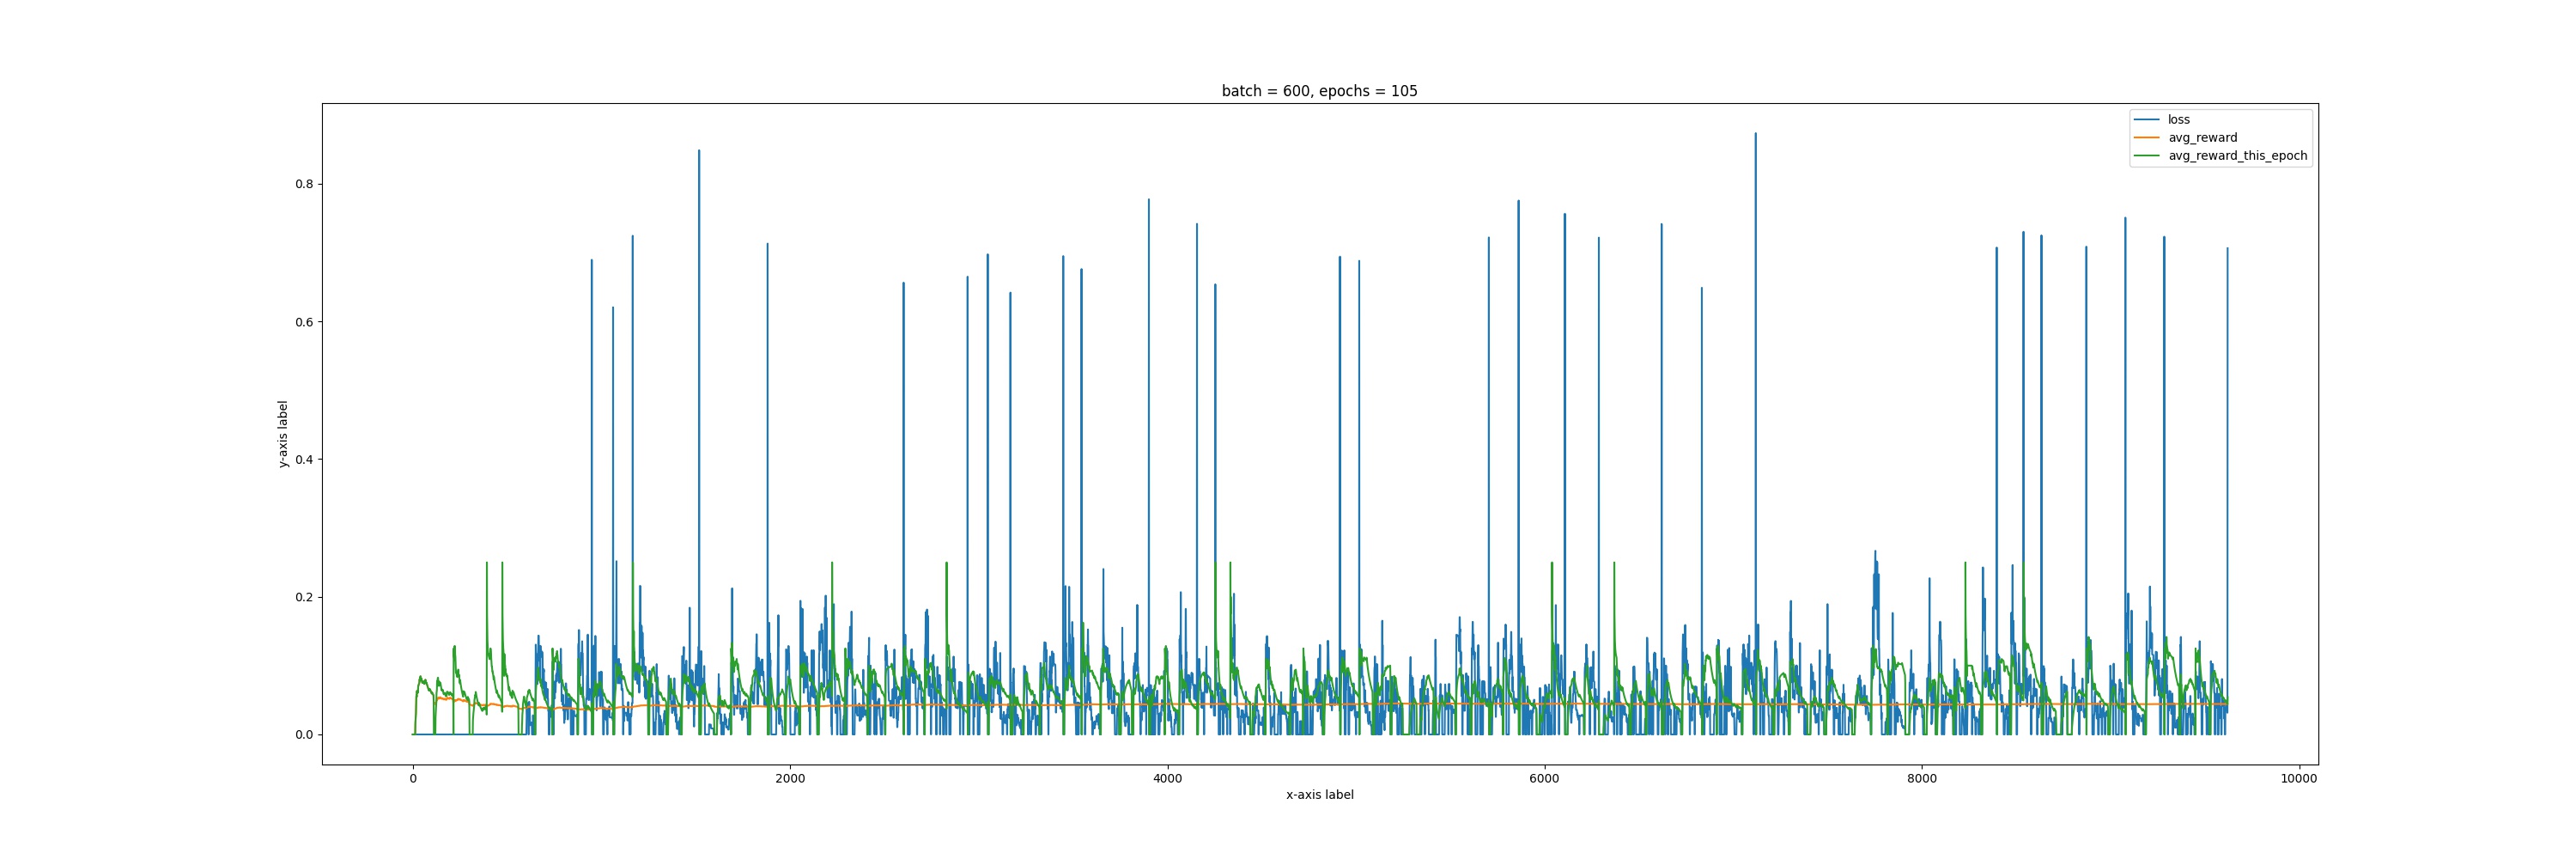 batch = 600, epochs = 105
loss
avg_reward
avg_reward_this_epoch
0.8
0.6
0.4
0.2
0.0
y-axis label
0 2000 4000 6000 8000 10000
x-axis label